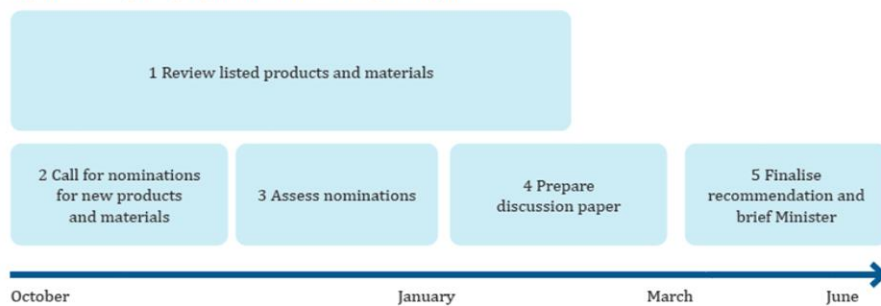 1 Review listed products and materials
2 Call for nominations
for new products
and materials
3 Assess nominations
4 Prepare
discussion paper
5 Finalise
recommendation and
brief Minister
October
January
March
June